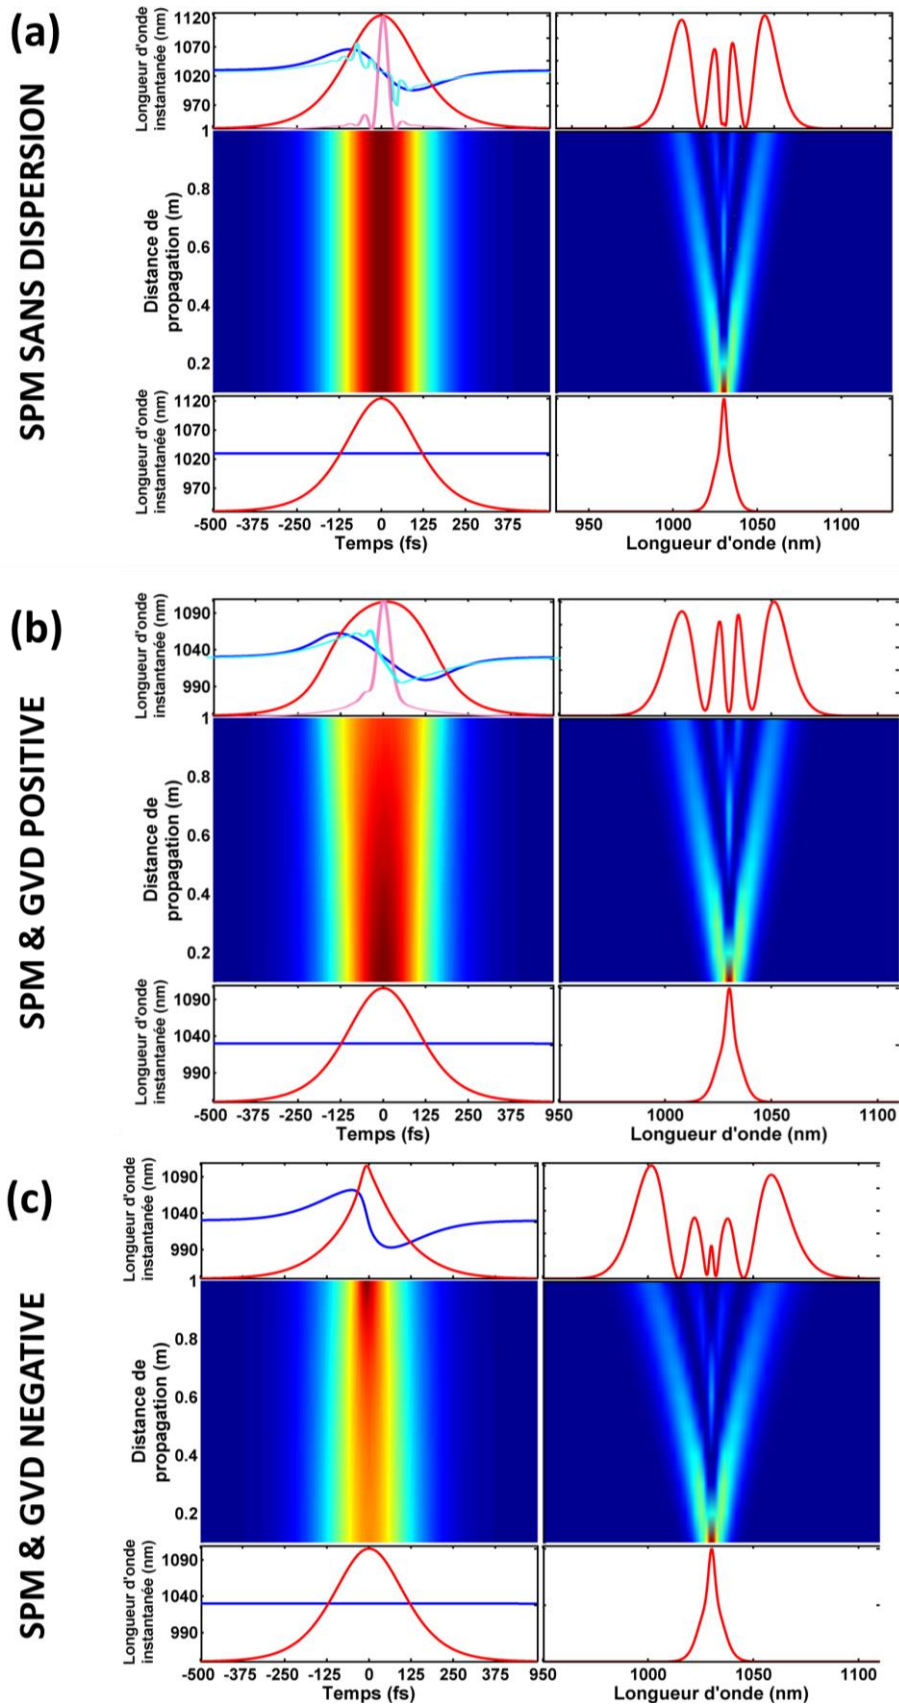 (a)
SPM SANS DISPERSION
Longueur d'onde
instantanée (nm)
1120
1070
1020
970
1
0.8
0.6
0.4
0.2
Distance de
propagation (m)
Longueur d'onde
instantanée (nm)
1120
1070
1020
970
-500 -375 -250 -125 0 125 250 375
Temps (fs)
950 1000 1050 1100
Longueur d'onde (nm)
(b)
SPM & GVD POSITIVE
Longueur d'onde
instantanée (nm)
1090
1040
990
1
0.8
0.6
0.4
0.2
Distance de
propagation (m)
Longueur d'onde
instantanée (nm)
1090
1040
990
-500 -375 -250 -125 0 125 250 375
Temps (fs)
950 1000 1050 1100
Longueur d'onde (nm)
(c)
SPM & GVD NEGATIVE
Longueur d'onde
instantanée (nm)
1090
1040
990
1
0.8
0.6
0.4
0.2
Distance de
propagation (m)
Longueur d'onde
instantanée (nm)
1090
1040
990
-500 -375 -250 -125 0 125 250 375
Temps (fs)
950 1000 1050 1100
Longueur d'onde (nm)